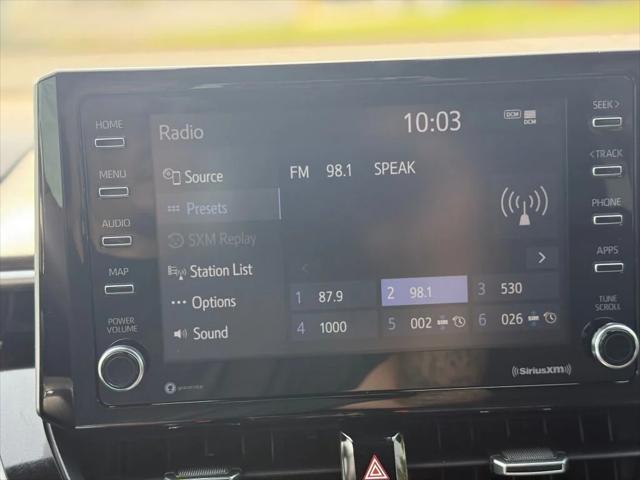 HOME
MENU
AUDIO
MAP
POWER
VOLUME
Radio
10:03
DCM
DCM
Source
FM 98.1 SPEAK
Presets
SXM Replay
Station List
Options
Sound
1 87.9
2 98.1
3 530
4 1000
5 002
6 026
gracenote
SiriusXM
SEEK >
< TRACK
PHONE
APPS
TUNE
SCROLL